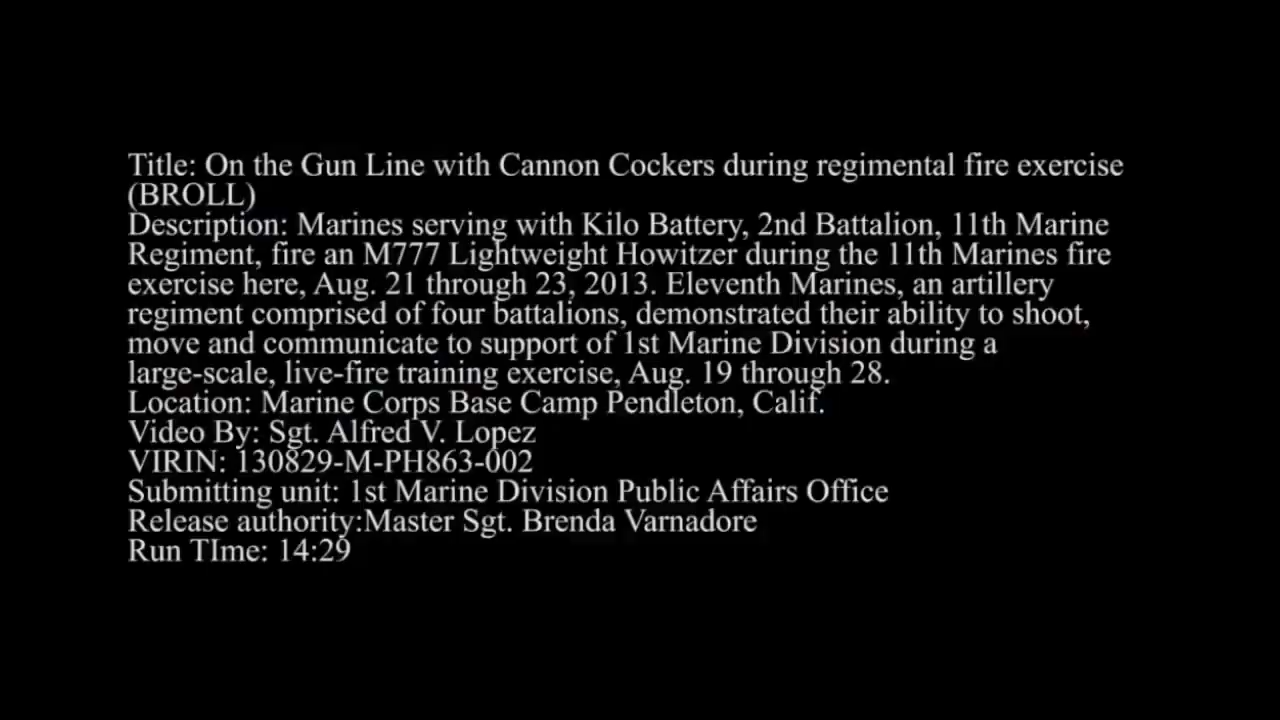 Title: On the Gun Line with Cannon Cockers during regimental fire exercise
(BROLL)
Description: Marines serving with Kilo Battery, 2nd Battalion, 11th Marine
Regiment, fire an M777 Lightweight Howitzer during the 11th Marines fire
exercise here, Aug. 21 through 23, 2013. Eleventh Marines, an artillery
regiment comprised of four battalions, demonstrated their ability to shoot,
move and communicate to support of 1st Marine Division during a
large-scale, live-fire training exercise, Aug. 19 through 28.
Location: Marine Corps Base Camp Pendleton, Calif.
Video By: Sgt. Alfred V. Lopez
VIRIN: 130829-M-PH863-002
Submitting unit: 1st Marine Division Public Affairs Office
Release authority:Master Sgt. Brenda Varnadore
Run TIme: 14:29